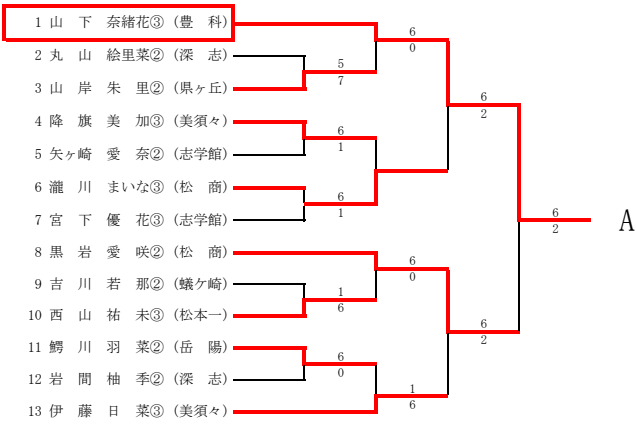 1 山 下 奈緒花③ (豊 科)
2 丸 山 絵里菜② (深 志)
3 山 岸 朱 里② (県ヶ丘)
4 降 旗 美 加③ (美須々)
5 矢ヶ崎 愛 奈② (志学館)
6 瀧 川 まいな③ (松 商)
7 宮 下 優 花③ (志学館)
8 黒 岩 愛 咲② (松 商)
9 吉 川 若 那② (蟻ケ崎)
10 西 山 祐 未③ (松本一)
11 鰐 川 羽 菜② (岳 陽)
12 岩 間 柚 季② (深 志)
13 伊 藤 日 菜③ (美須々)
5
7
6
1
6
1
1
6
6
0
6
0
6
0
1
6
6
2
6
2
6
2
A